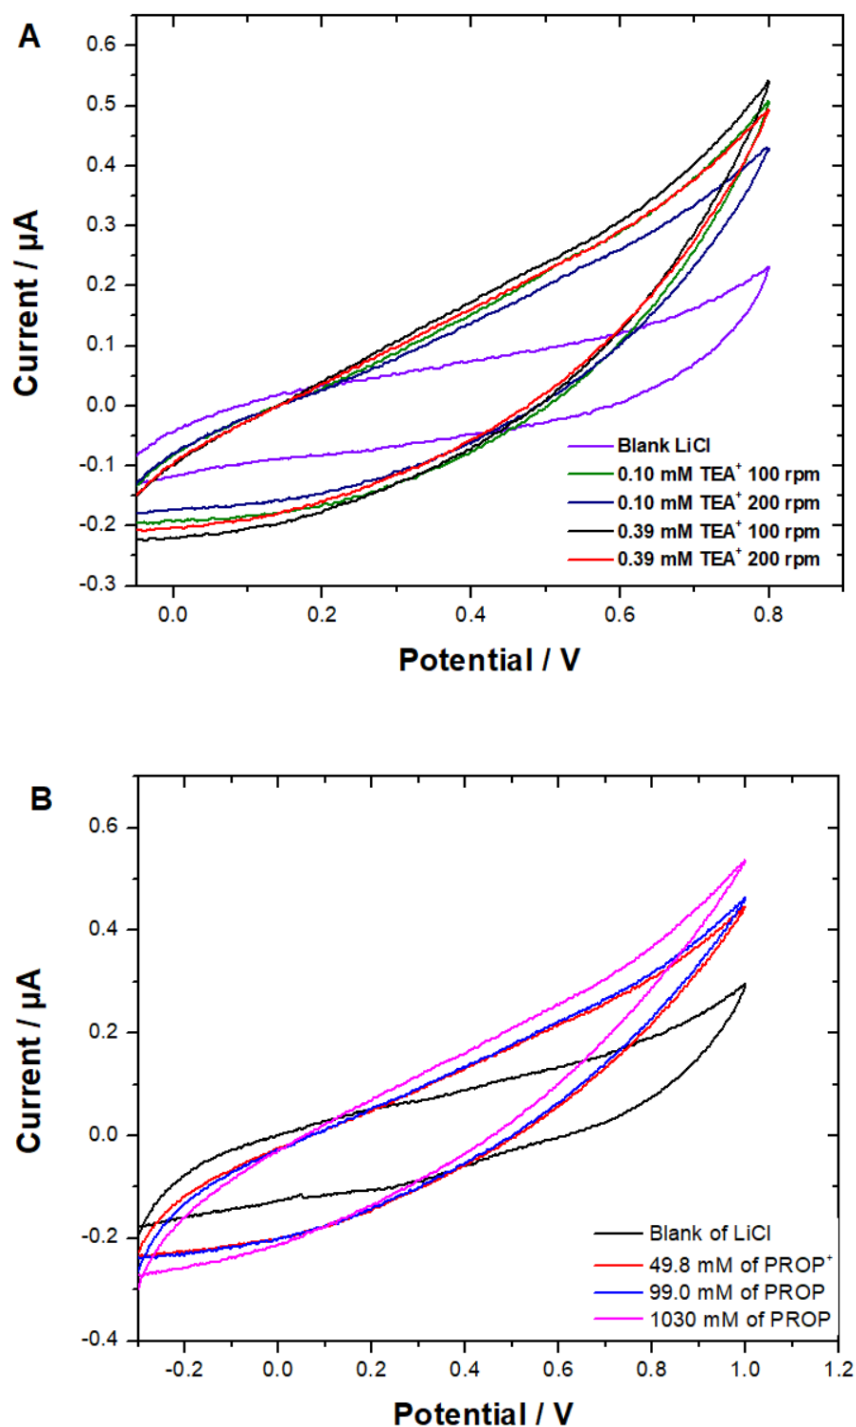 A
0.6
0.5
0.4
0.3
0.2
0.1
0.0
-0.1
-0.2
-0.3
Current / µA
Blank LiCl
0.10 mM TEA⁺ 100 rpm
0.10 mM TEA⁺ 200 rpm
0.39 mM TEA⁺ 100 rpm
0.39 mM TEA⁺ 200 rpm
0.0 0.2 0.4 0.6 0.8
Potential / V
B
0.6
0.4
0.2
0.0
-0.2
-0.4
Current / µA
Blank of LiCl
49.8 mM of PROP⁺
99.0 mM of PROP
1030 mM of PROP
-0.2 0.0 0.2 0.4 0.6 0.8 1.0 1.2
Potential / V